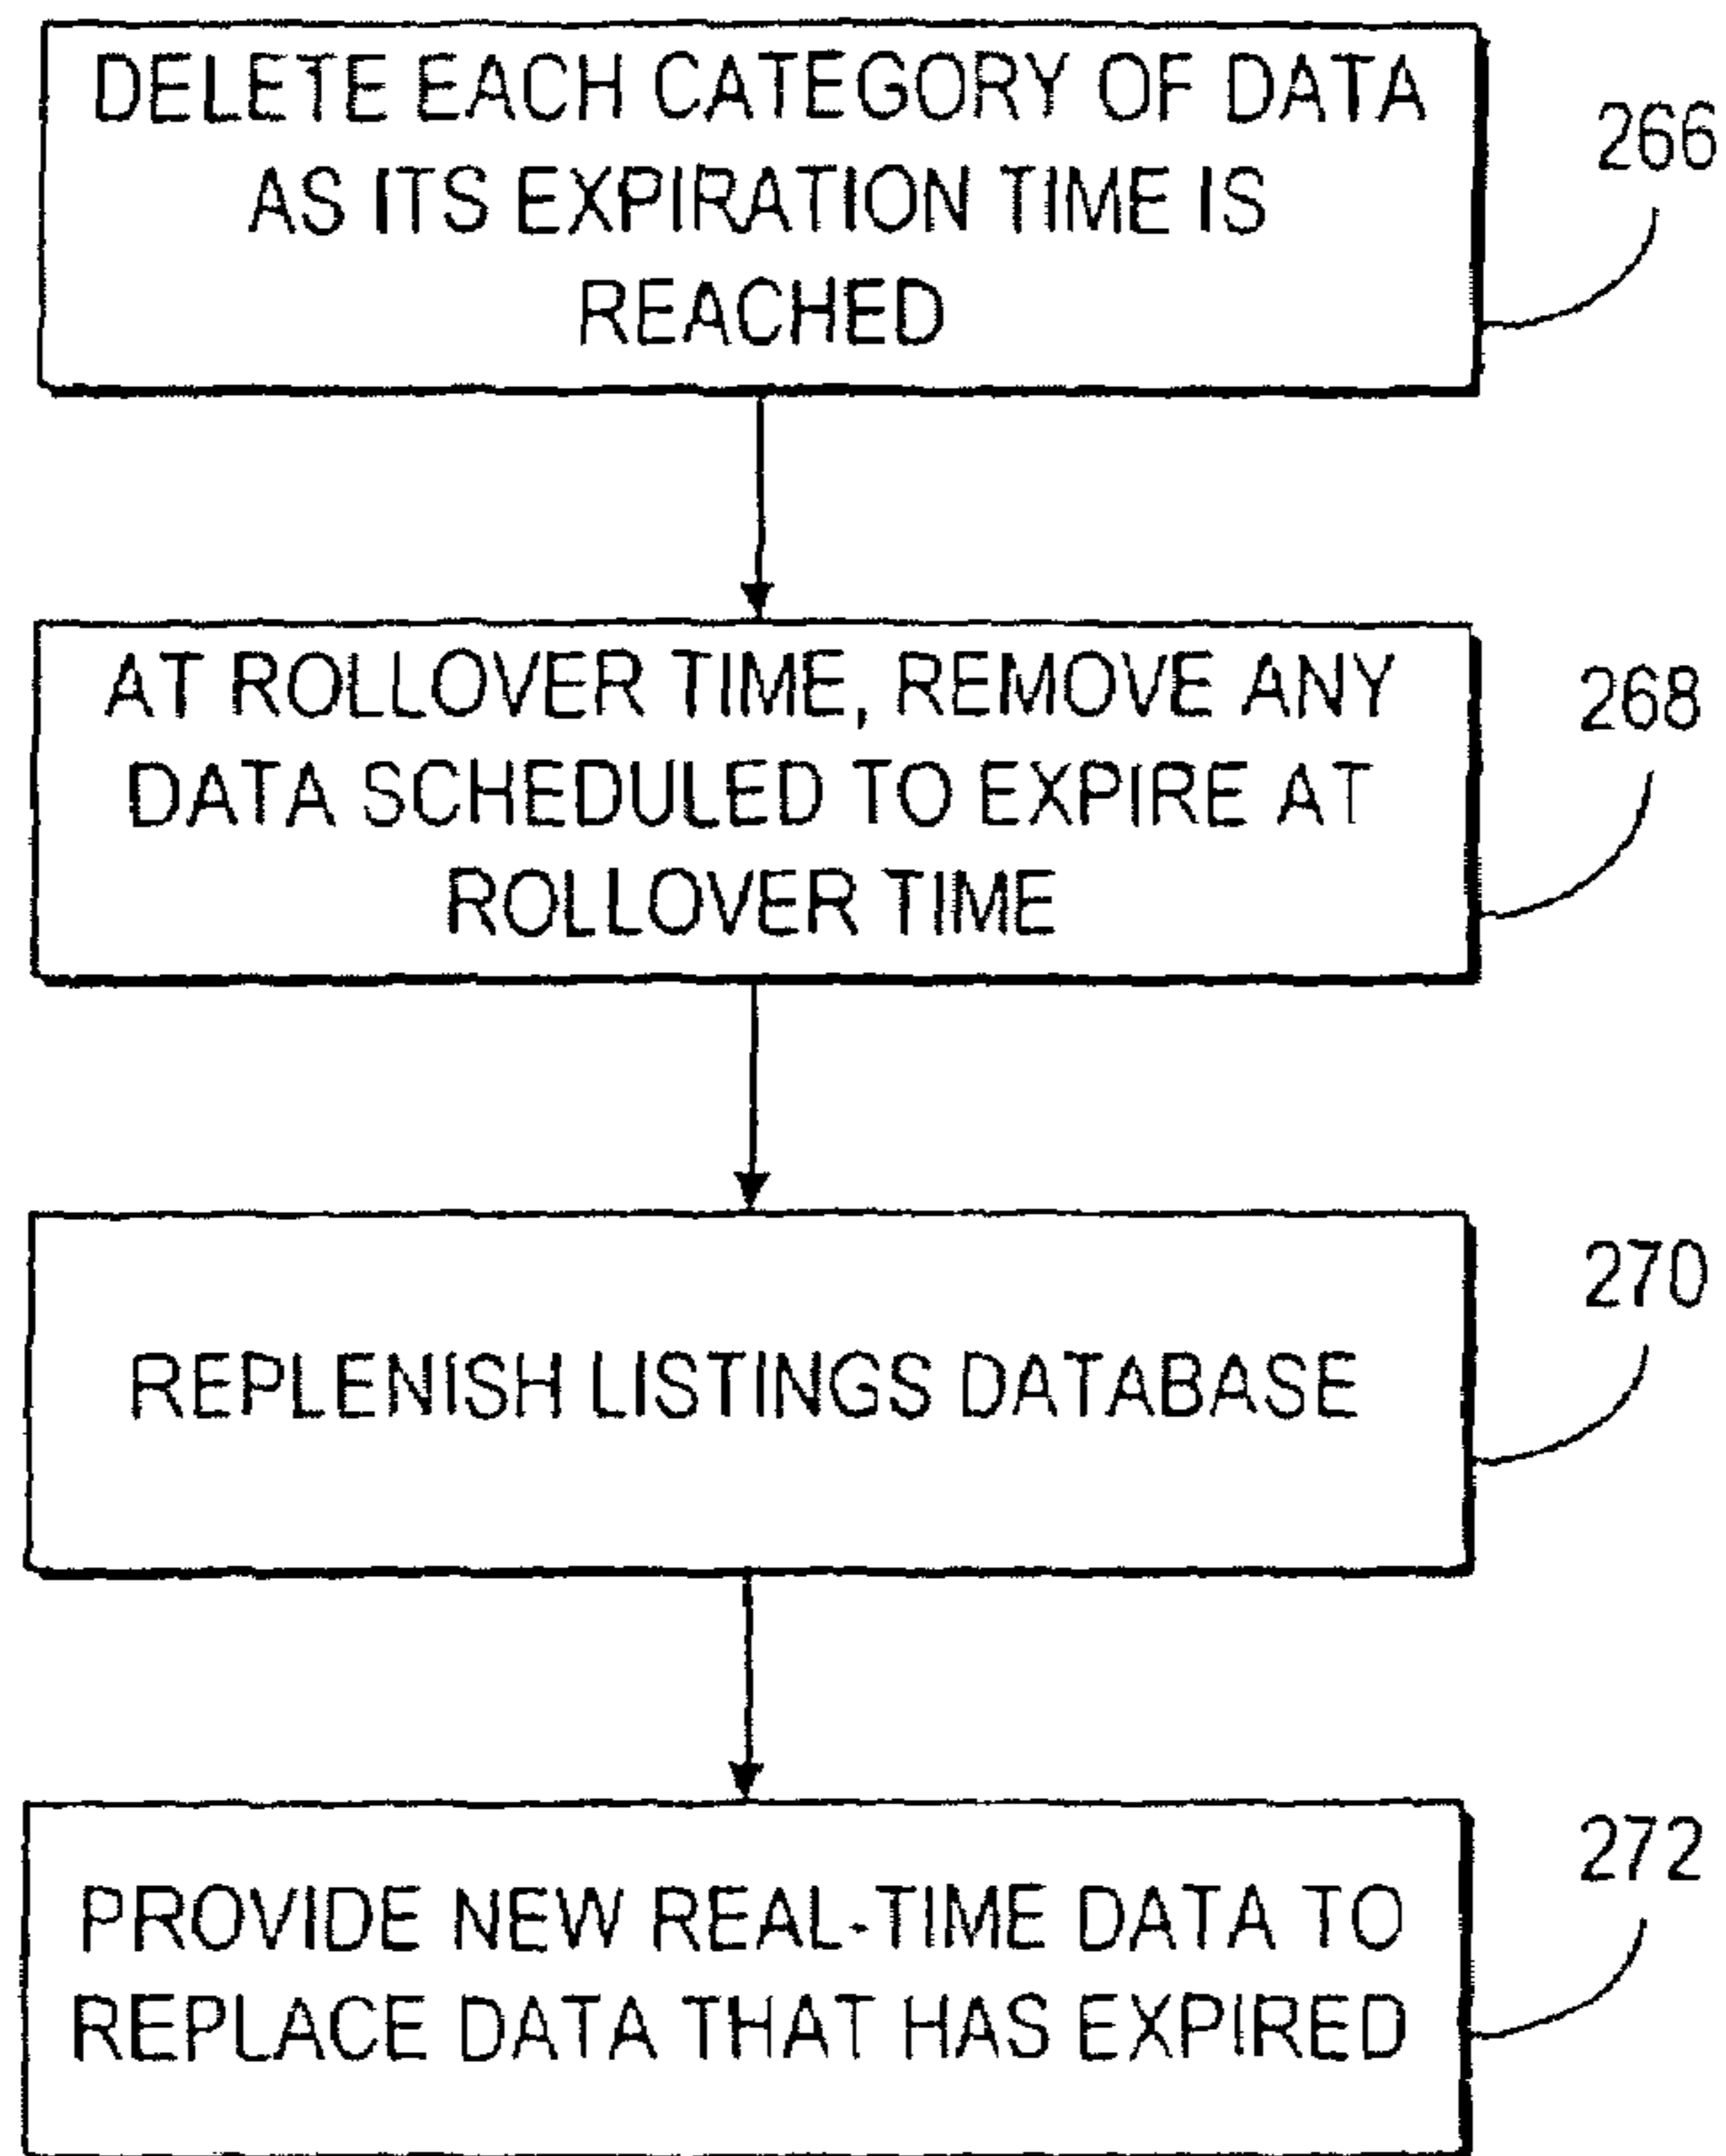 DELETE EACH CATEGORY OF DATA
AS ITS EXPIRATION TIME IS
REACHED
266
AT ROLLOVER TIME, REMOVE ANY
DATA SCHEDULED TO EXPIRE AT
ROLLOVER TIME
268
REPLENISH LISTINGS DATABASE
270
PROVIDE NEW REAL-TIME DATA TO
REPLACE DATA THAT HAS EXPIRED
272